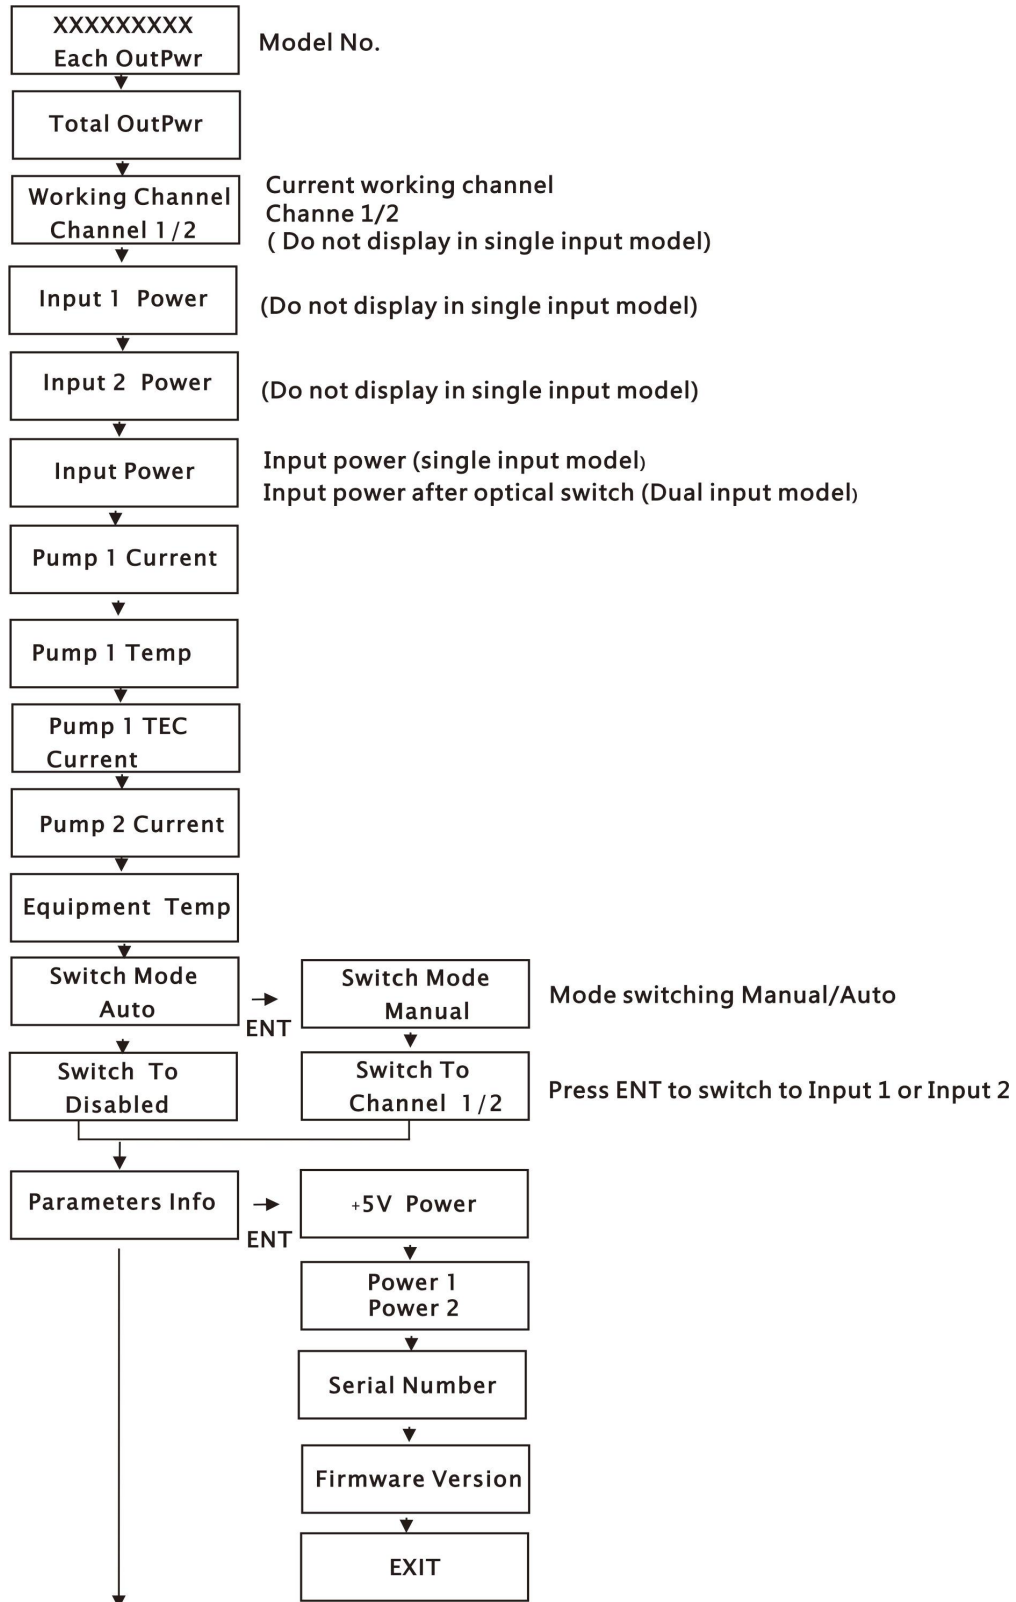 XXXXXXXXX
Each OutPwr
Model No.
Total OutPwr
Working Channel
Channel 1/2
Current working channel
Channe 1/2
( Do not display in single input model)
Input 1 Power
(Do not display in single input model)
Input 2 Power
(Do not display in single input model)
Input Power
Input power (single input model)
Input power after optical switch (Dual input model)
Pump 1 Current
Pump 1 Temp
Pump 1 TEC
Current
Pump 2 Current
Equipment Temp
Switch Mode
Auto
ENT
Switch Mode
Manual
Mode switching Manual/Auto
Switch To
Disabled
Switch To
Channel 1/2
Press ENT to switch to Input 1 or Input 2
Parameters Info
ENT
+5V Power
Power 1
Power 2
Serial Number
Firmware Version
EXIT